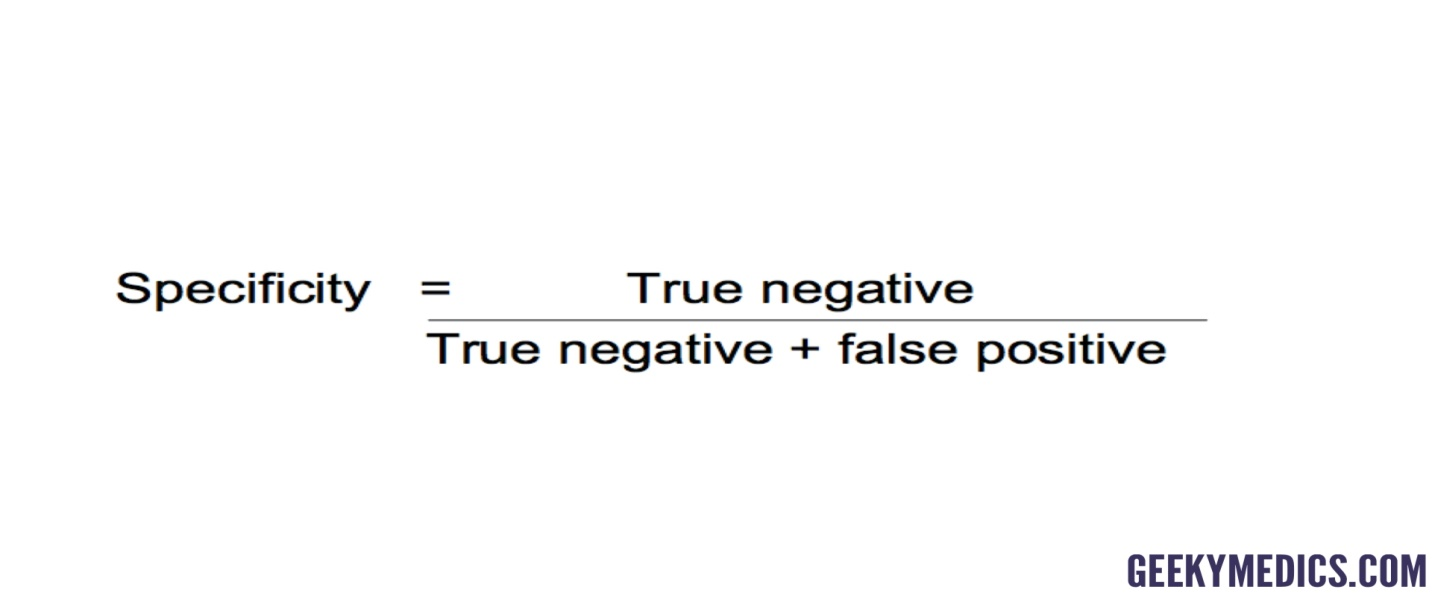 Specificity = True negative
True negative + false positive
GEEKYMEDICS.COM